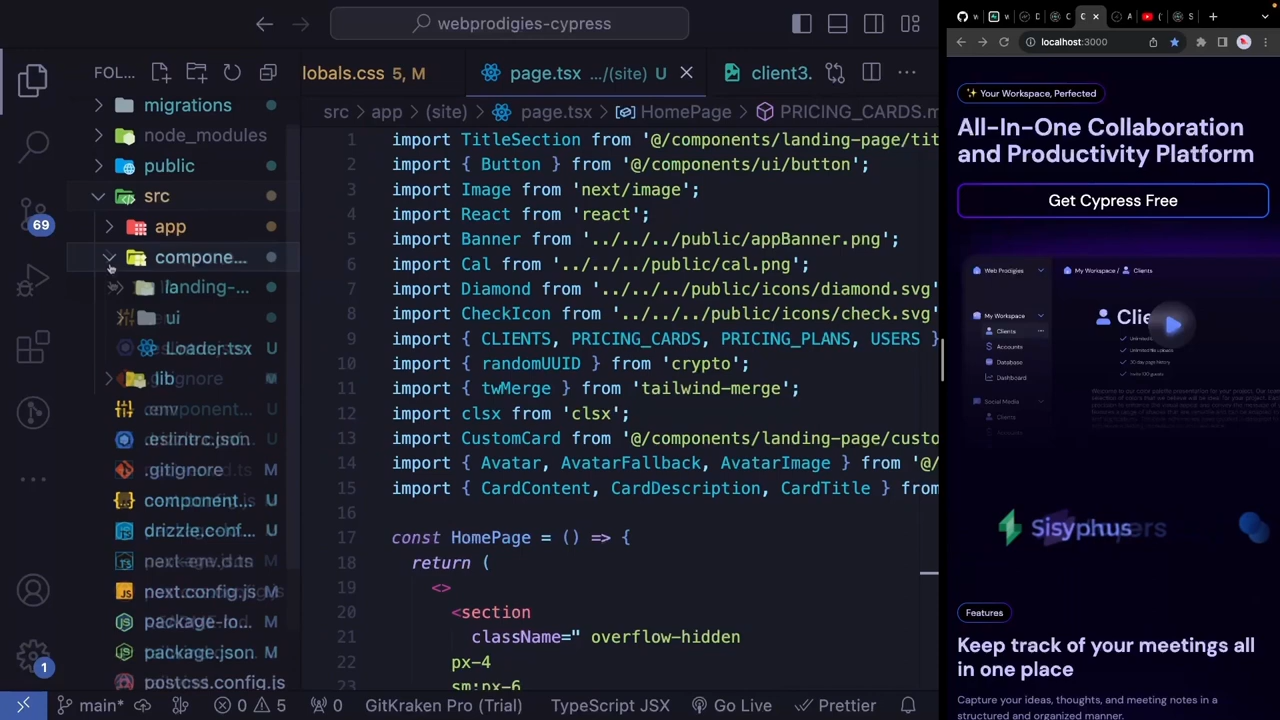 webprodigies-cypress
FOL...
lobals.css 5, M
page.tsx .../(site) U
client3.
src
app
(site)
page.tsx
HomePage
PRICING_CARDS.m
migrations
node_modules
public
src
app
compone...
landing-...
ui
Loader.tsx U
lib
eslintrc.json U
.gitignore M
component... U
drizzle.conf... U
next-env.d.ts M
next.config.js M
package-lo... M
package.json M
postcss.config.js
69
1
1 import TitleSection from '@/components/landing-page/tit
2 import { Button } from '@/components/ui/button';
3 import Image from 'next/image';
4 import React from 'react';
5 import Banner from '../../../public/appBanner.png';
6 import Cal from '../../../public/cal.png';
7 import Diamond from '../../../public/icons/diamond.svg'
8 import CheckIcon from '../../../public/icons/check.svg'
9 import { CLIENTS, PRICING_CARDS, PRICING_PLANS, USERS }
10 import { randomUUID } from 'crypto';
11 import { twMerge } from 'tailwind-merge';
12 import clsx from 'clsx';
13 import CustomCard from '@/components/landing-page/custo
14 import { Avatar, AvatarFallback, AvatarImage } from '@/
15 import { CardContent, CardDescription, CardTitle } from
16
17 const HomePage = () => {
18 return (
19 <>
20 <section
21 className=" overflow-hidden
22 px-4
23 sm:px-6
main*
0 5
0
GitKraken Pro (Trial)
TypeScript JSX
Go Live
Prettier
localhost:3000
✨ Your Workspace, Perfected
All-In-One Collaboration
and Productivity Platform
Get Cypress Free
Web Prodigies
My Workspace / Clients
My Workspace
Clients
Accounts
Database
Dashboard
Social Media
Clients
Clie
Sisyphus
Features
Keep track of your meetings all
in one place
Capture your ideas, thoughts, and meeting notes in a
structured and organized manner.